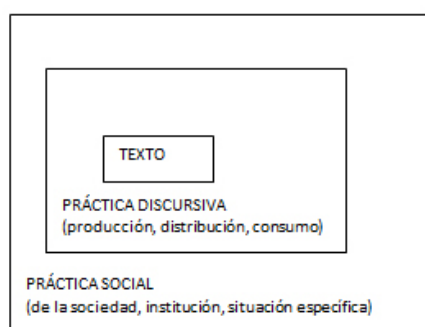 TEXTO
PRÁCTICA DISCURSIVA
(producción, distribución, consumo)
PRÁCTICA SOCIAL
(de la sociedad, institución, situación específica)